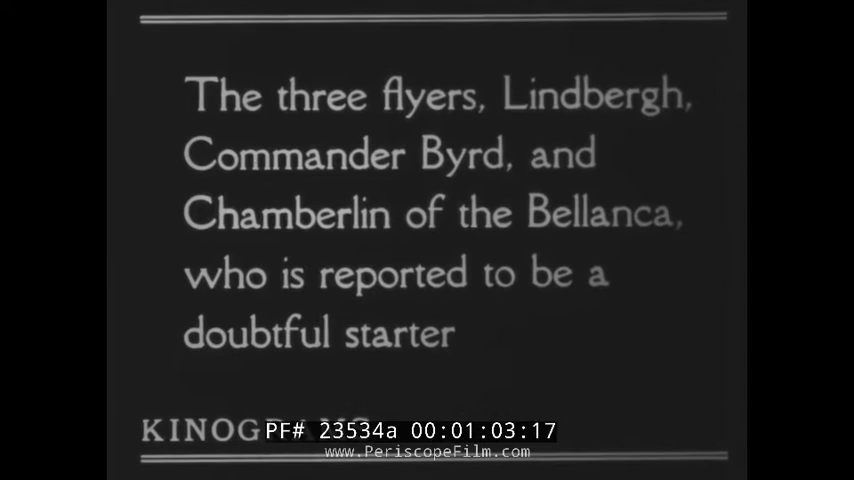 The three flyers, Lindbergh,
Commander Byrd, and
Chamberlin of the Bellanca,
who is reported to be a
doubtful starter
KINOG
PF# 23534a 00:01:03:17
www.PeriscopeFilm.com